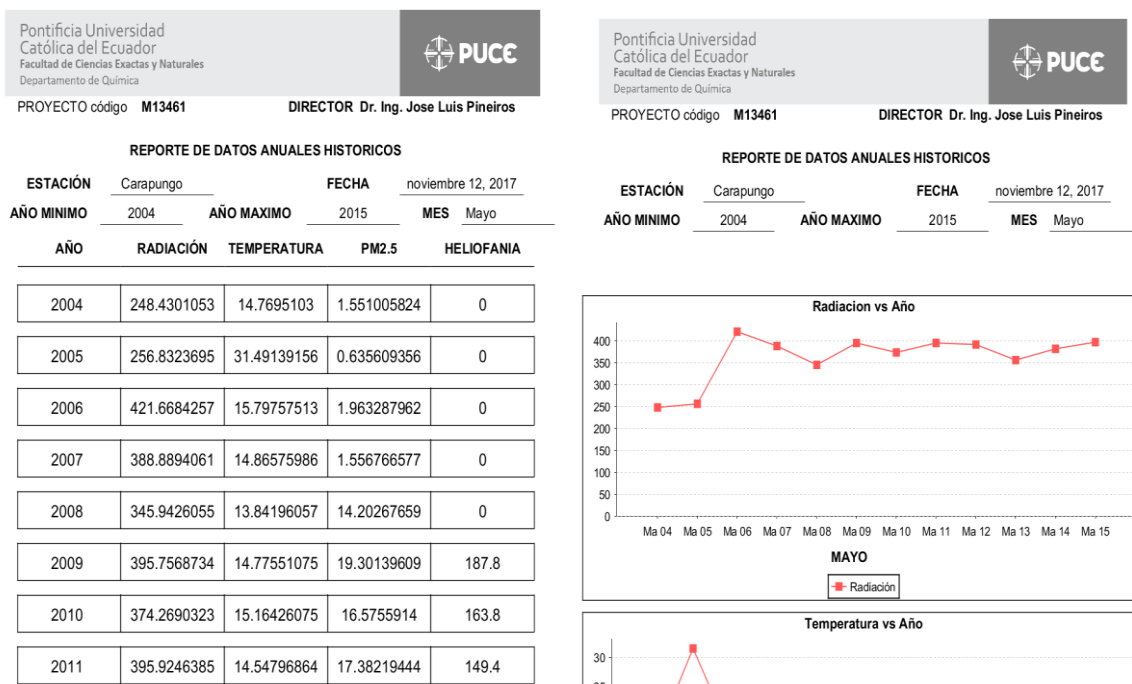 Pontificia Universidad
Católica del Ecuador
Facultad de Ciencias Exactas y Naturales
Departamento de Química
PUCE
PROYECTO código M13461 DIRECTOR Dr. Ing. Jose Luis Pineiros
REPORTE DE DATOS ANUALES HISTORICOS
ESTACIÓN Carapungo FECHA noviembre 12, 2017
AÑO MINIMO 2004 AÑO MAXIMO 2015 MES Mayo
AÑO RADIACIÓN TEMPERATURA PM2.5 HELIOFANIA
2004 248.4301053 14.7695103 1.551005824 0
2005 256.8323695 31.49139156 0.635609356 0
2006 421.6684257 15.79757513 1.963287962 0
2007 388.8894061 14.86575986 1.556766577 0
2008 345.9426055 13.84196057 14.20267659 0
2009 395.7568734 14.77551075 19.30139609 187.8
2010 374.2690323 15.16426075 16.5755914 163.8
2011 395.9246385 14.54796864 17.38219444 149.4
Pontificia Universidad
Católica del Ecuador
Facultad de Ciencias Exactas y Naturales
Departamento de Química
PUCE
PROYECTO código M13461 DIRECTOR Dr. Ing. Jose Luis Pineiros
REPORTE DE DATOS ANUALES HISTORICOS
ESTACIÓN Carapungo FECHA noviembre 12, 2017
AÑO MINIMO 2004 AÑO MAXIMO 2015 MES Mayo
Radiacion vs Año
400
350
300
250
200
150
100
50
0
Ma 04 Ma 05 Ma 06 Ma 07 Ma 08 Ma 09 Ma 10 Ma 11 Ma 12 Ma 13 Ma 14 Ma 15
MAYO
Radiación
Temperatura vs Año
30